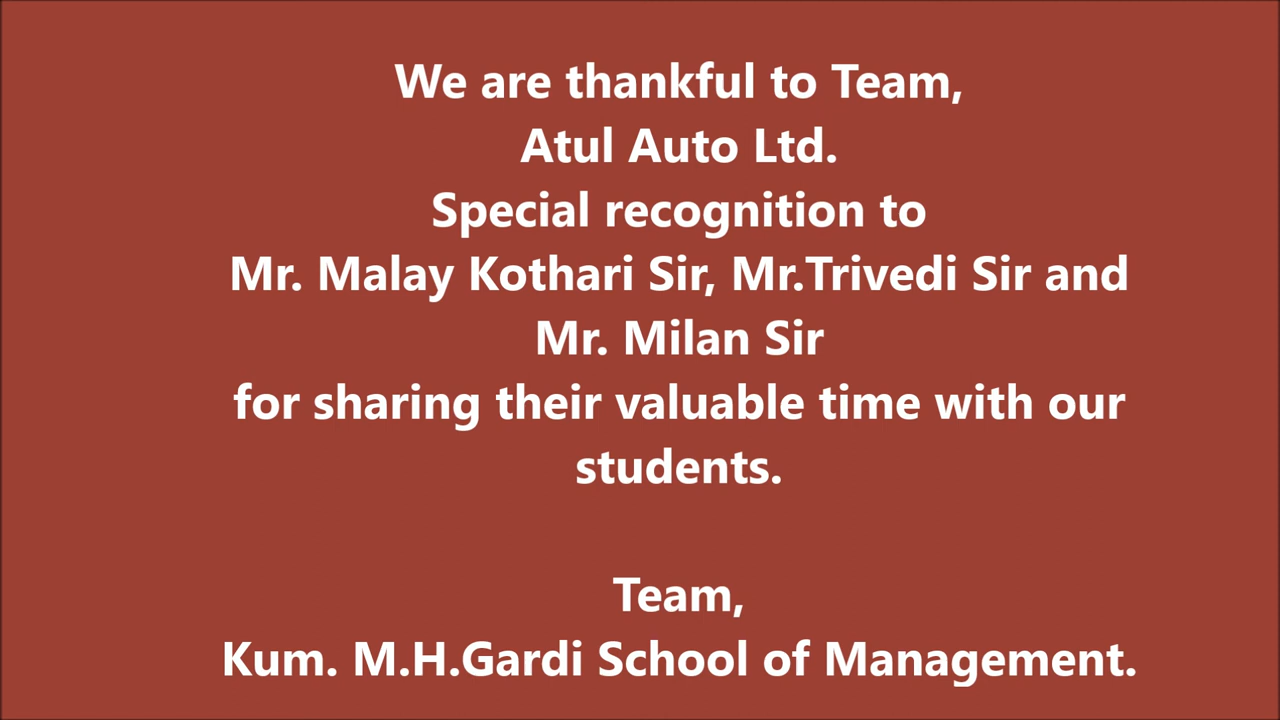 We are thankful to Team,
Atul Auto Ltd.
Special recognition to
Mr. Malay Kothari Sir, Mr.Trivedi Sir and
Mr. Milan Sir
for sharing their valuable time with our
students.
Team,
Kum. M.H.Gardi School of Management.